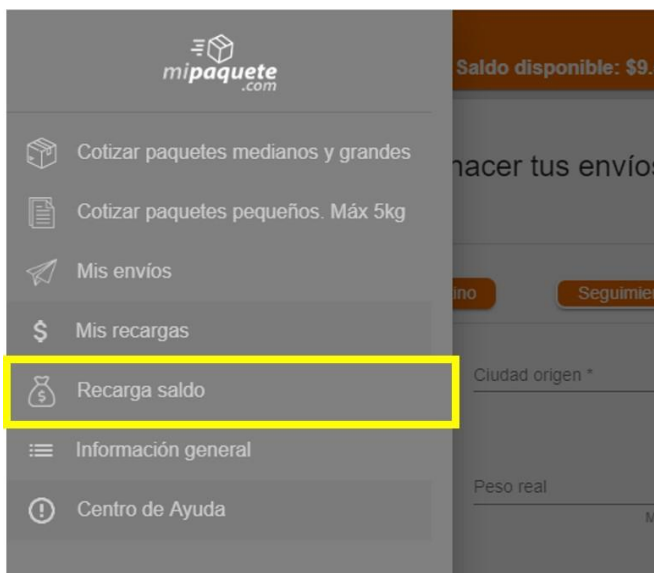 mipaquete
.com
Saldo disponible: $9.
Cotizar paquetes medianos y grandes
hacer tus envíos
Cotizar paquetes pequeños. Máx 5kg
Mis envíos
ino
Seguimie
$ Mis recargas
Ciudad origen *
Recarga saldo
Información general
Peso real
Centro de Ayuda
M